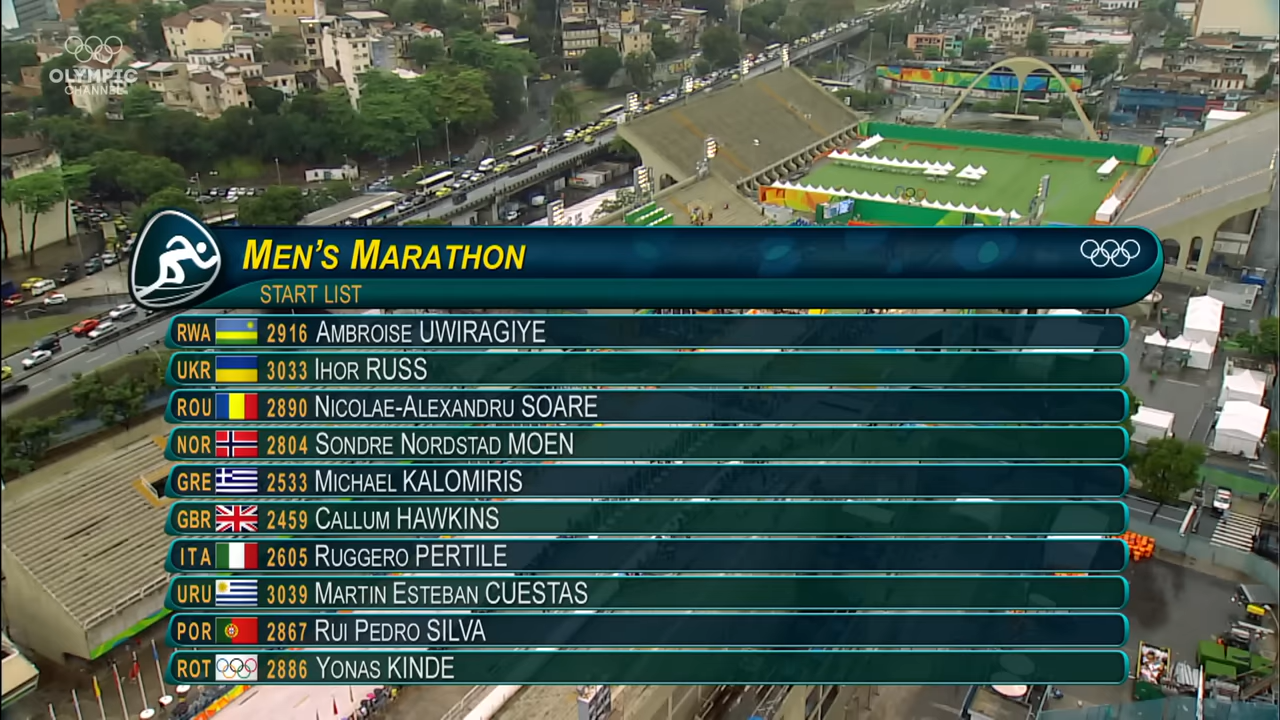 OLYMPIC
CHANNEL
MEN'S MARATHON
START LIST
RWA 2916 AMBROISE UWIRAGIYE
UKR 3033 IHOR RUSS
ROU 2890 NICOLAE-ALEXANDRU SOARE
NOR 2804 SONDRE NORDSTAD MOEN
GRE 2533 MICHAEL KALOMIRIS
GBR 2459 CALLUM HAWKINS
ITA 2605 RUGGERO PERTILE
URU 3039 MARTIN ESTEBAN CUESTAS
POR 2867 RUI PEDRO SILVA
ROT 2886 YONAS KINDE